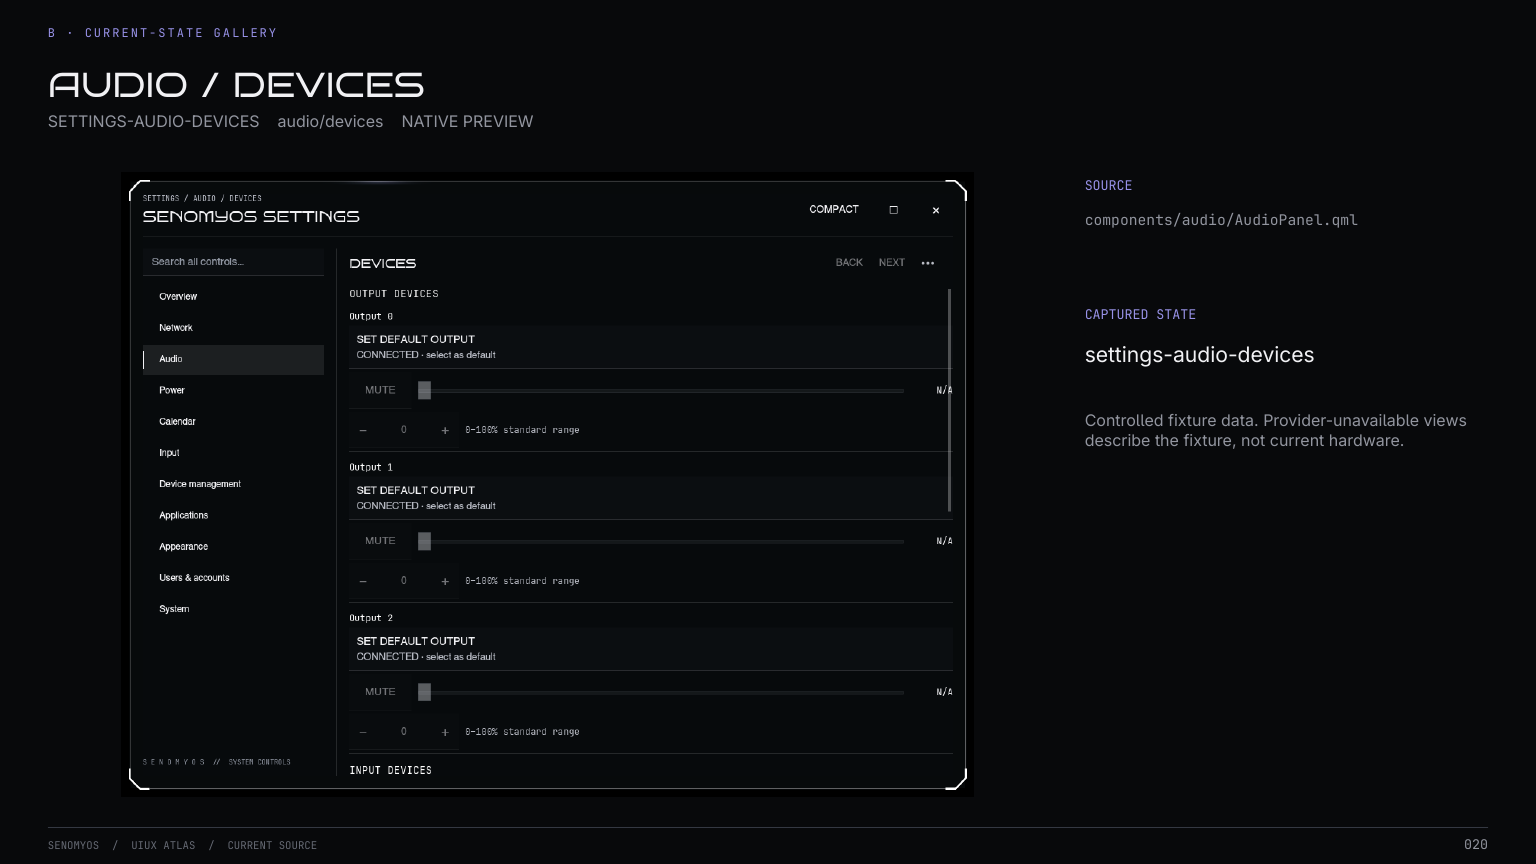 B · CURRENT-STATE GALLERY
AUDIO / DEVICES
SETTINGS-AUDIO-DEVICES audio/devices NATIVE PREVIEW
SETTINGS / AUDIO / DEVICES
SENOMYOS SETTINGS
COMPACT □ ×
Search all controls...
Overview
Network
Audio
Power
Calendar
Input
Device management
Applications
Appearance
Users & accounts
System
SENOMYOS // SYSTEM CONTROLS
DEVICES
BACK NEXT •••
OUTPUT DEVICES
Output 0
SET DEFAULT OUTPUT
CONNECTED · select as default
MUTE N/A
− 0 + 0–100% standard range
Output 1
SET DEFAULT OUTPUT
CONNECTED · select as default
MUTE N/A
− 0 + 0–100% standard range
Output 2
SET DEFAULT OUTPUT
CONNECTED · select as default
MUTE N/A
− 0 + 0–100% standard range
INPUT DEVICES
SOURCE
components/audio/AudioPanel.qml
CAPTURED STATE
settings-audio-devices
Controlled fixture data. Provider-unavailable views
describe the fixture, not current hardware.
SENOMYOS / UIUX ATLAS / CURRENT SOURCE
020